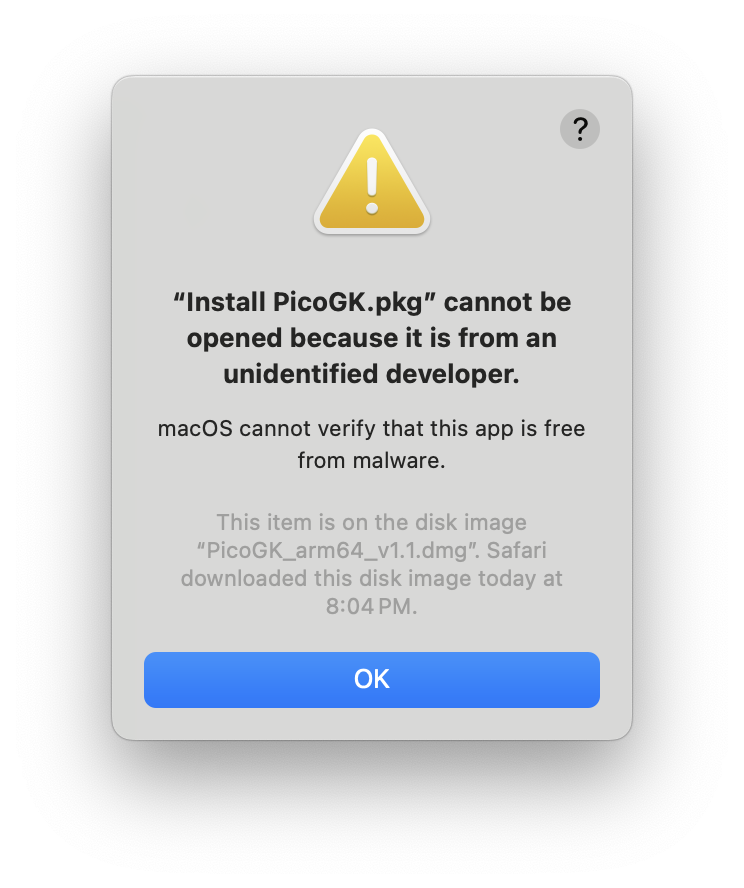 ?
“Install PicoGK.pkg” cannot be
opened because it is from an
unidentified developer.
macOS cannot verify that this app is free
from malware.
This item is on the disk image
“PicoGK_arm64_v1.1.dmg”. Safari
downloaded this disk image today at
8:04 PM.
OK